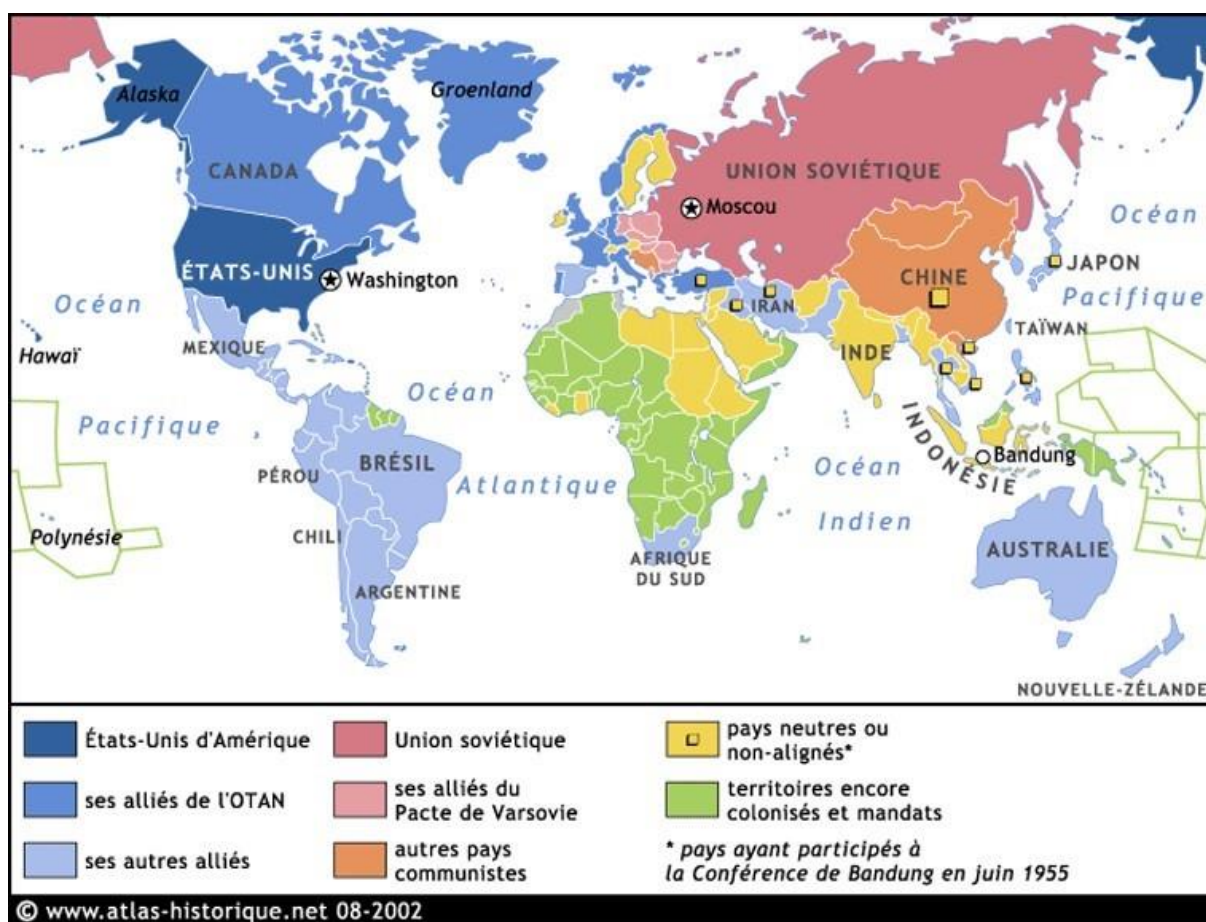 Alaska
Groenland
CANADA
UNION SOVIÉTIQUE
Moscou
Océan
ÉTATS-UNIS
Washington
CHINE
JAPON
Océan
Pacifique
IRAN
Hawaï
MEXIQUE
TAÏWAN
INDE
Océan
Pacifique
BRÉSIL
INDONÉSIE
Bandung
PÉROU
Atlantique
Océan
Indien
Polynésie
CHILI
AFRIQUE
DU SUD
AUSTRALIE
ARGENTINE
NOUVELLE-ZÉLANDE
États-Unis d'Amérique
ses alliés de l'OTAN
ses autres alliés
Union soviétique
ses alliés du
Pacte de Varsovie
autres pays
communistes
pays neutres ou
non-alignés*
territoires encore
colonisés et mandats
* pays ayant participés à
la Conférence de Bandung en juin 1955
© www.atlas-historique.net 08-2002